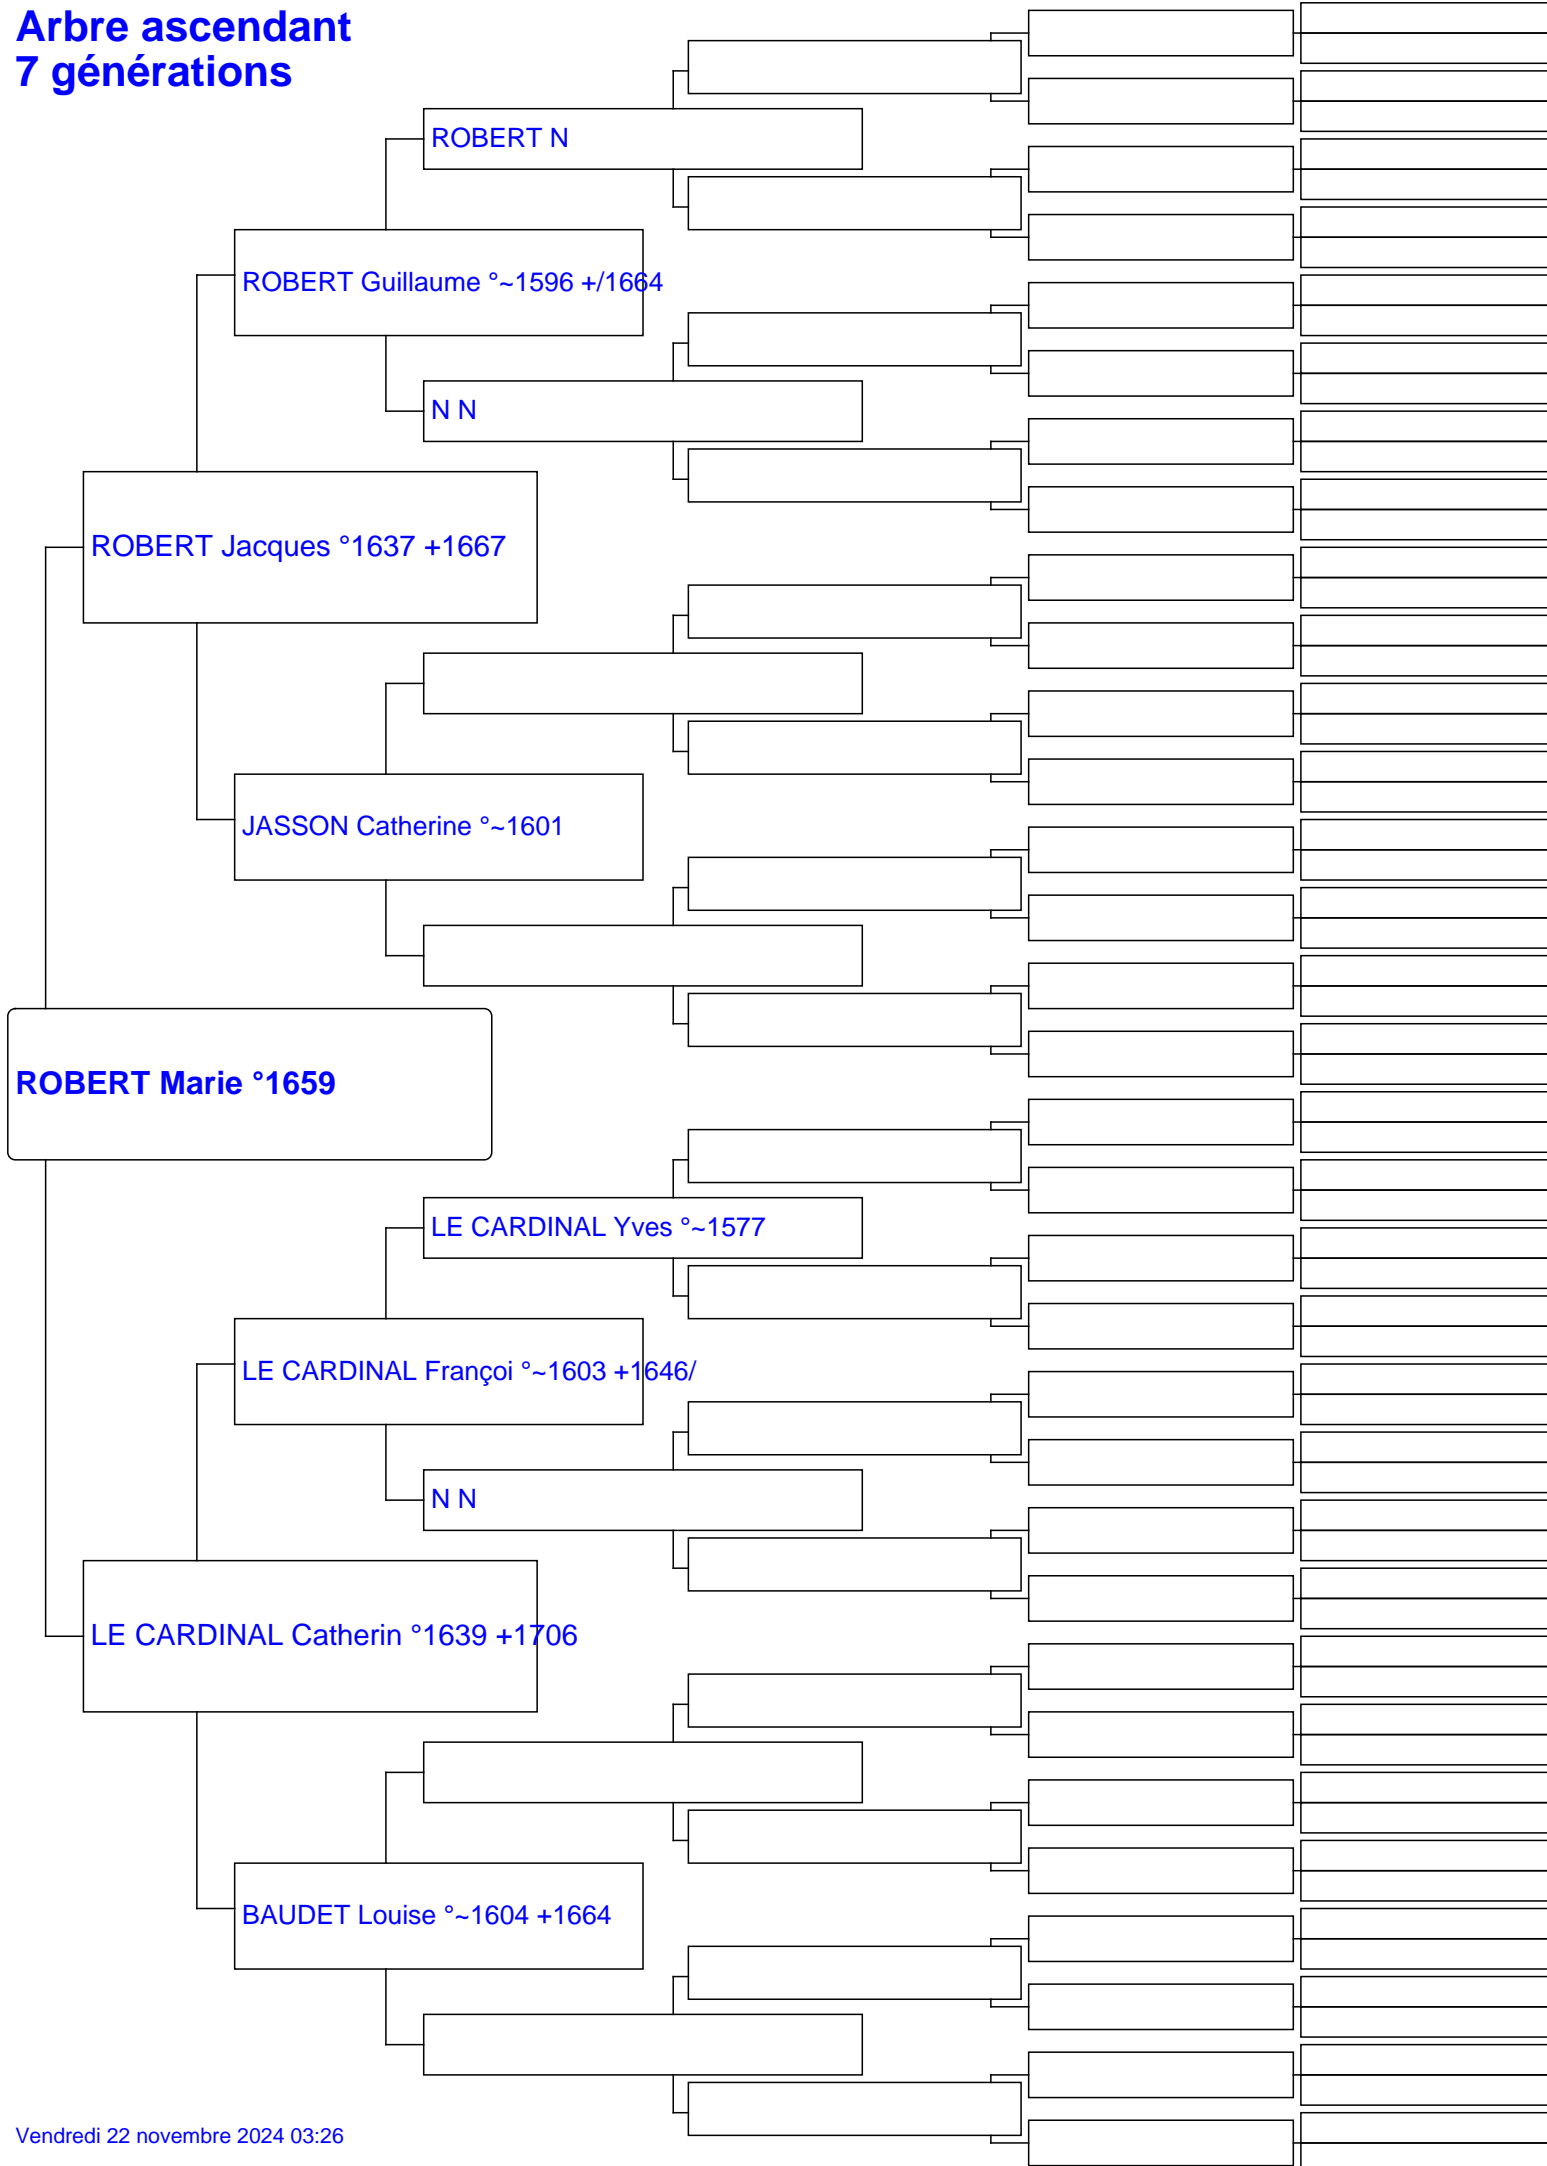 Arbre ascendant
7 générations
ROBERT N
ROBERT Guillaume °~1596 +/1664
N N
ROBERT Jacques °1637 +1667
JASSON Catherine °~1601
ROBERT Marie °1659
LE CARDINAL Yves °~1577
LE CARDINAL Françoi °~1603 +1646/
N N
LE CARDINAL Catherin °1639 +1706
BAUDET Louise °~1604 +1664
Vendredi 22 novembre 2024 03:26